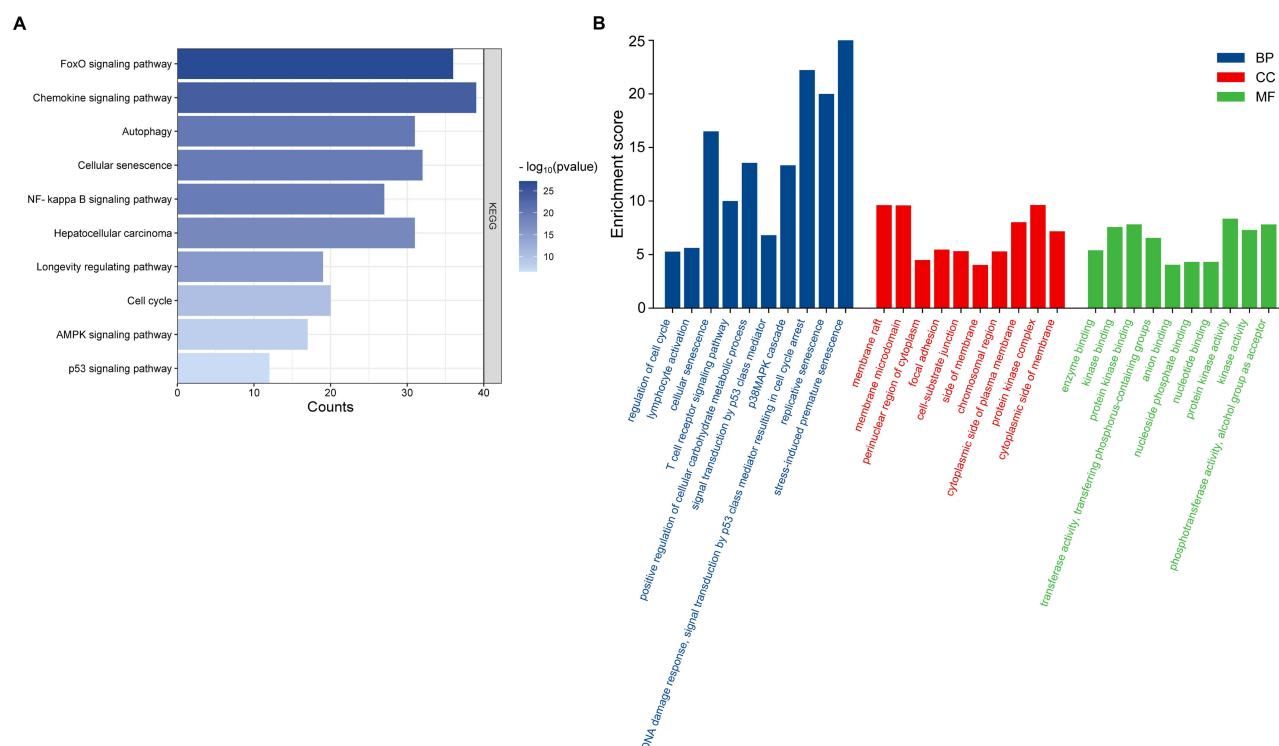 A
FoxO signaling pathway
Chemokine signaling pathway
Autophagy
Cellular senescence
NF- kappa B signaling pathway
Hepatocellular carcinoma
Longevity regulating pathway
Cell cycle
AMPK signaling pathway
p53 signaling pathway
0 10 20 30 40
Counts
KEGG
- log10(pvalue)
25
20
15
10
B
Enrichment score
25
20
15
10
5
0
BP
CC
MF
regulation of cell cycle
lymphocyte activation
cellular senescence
T cell receptor signaling pathway
positive regulation of cellular carbohydrate metabolic process
signal transduction by p53 class mediator
p38MAPK cascade
DNA damage response, signal transduction by p53 class mediator resulting in cell cycle arrest
replicative senescence
stress-induced premature senescence
membrane raft
membrane microdomain
perinuclear region of cytoplasm
focal adhesion
cell-substrate junction
side of membrane
chromosomal region
cytoplasmic side of plasma membrane
protein kinase complex
cytoplasmic side of membrane
enzyme binding
kinase binding
protein kinase binding
transferase activity, transferring phosphorus-containing groups
anion binding
nucleoside phosphate binding
nucleotide binding
protein kinase activity
kinase activity
phosphotransferase activity, alcohol group as acceptor